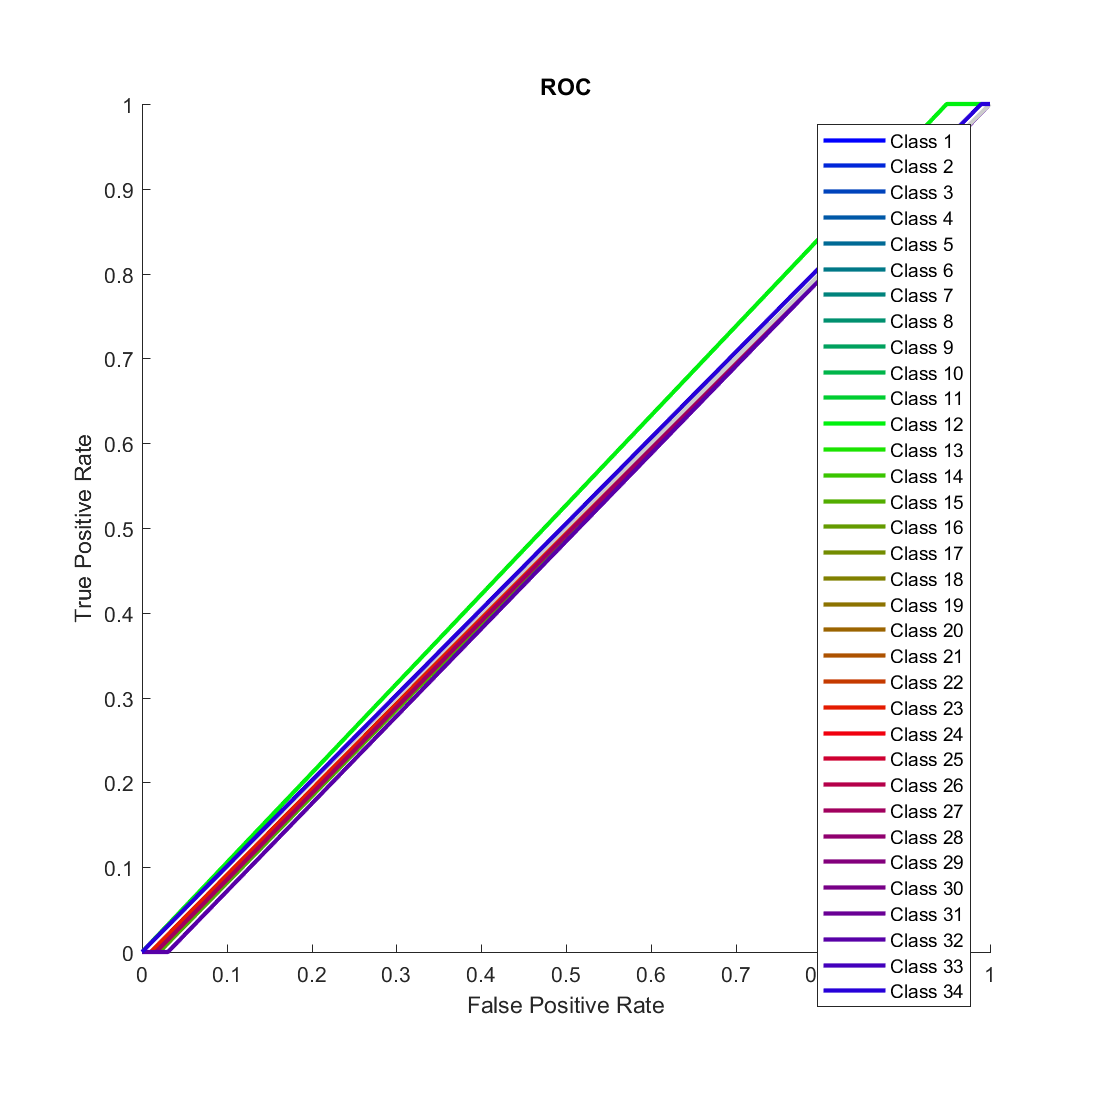 ROC
1
0.9
0.8
0.7
0.6
0.5
0.4
0.3
0.2
0.1
0
True Positive Rate
0 0.1 0.2 0.3 0.4 0.5 0.6 0.7 1
False Positive Rate
Class 1
Class 2
Class 3
Class 4
Class 5
Class 6
Class 7
Class 8
Class 9
Class 10
Class 11
Class 12
Class 13
Class 14
Class 15
Class 16
Class 17
Class 18
Class 19
Class 20
Class 21
Class 22
Class 23
Class 24
Class 25
Class 26
Class 27
Class 28
Class 29
Class 30
Class 31
Class 32
Class 33
Class 34